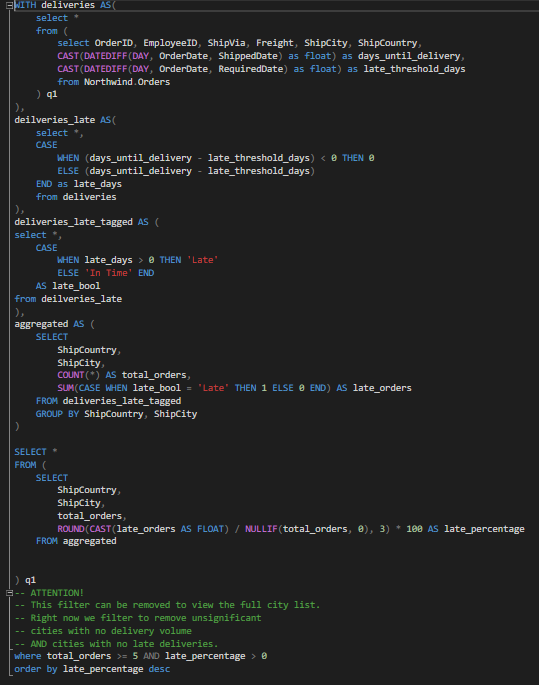 WITH deliveries AS(
select *
from (
select OrderID, EmployeeID, ShipVia, Freight, ShipCity, ShipCountry,
CAST(DATEDIFF(DAY, OrderDate, ShippedDate) as float) as days_until_delivery,
CAST(DATEDIFF(DAY, OrderDate, RequiredDate) as float) as late_threshold_days
from Northwind.Orders
) q1
),
deilveries_late AS(
select *,
CASE
WHEN (days_until_delivery - late_threshold_days) < 0 THEN 0
ELSE (days_until_delivery - late_threshold_days)
END as late_days
from deliveries
),
deliveries_late_tagged AS (
select *,
CASE
WHEN late_days > 0 THEN 'Late'
ELSE 'In Time' END
AS late_bool
from deilveries_late
),
aggregated AS (
SELECT
ShipCountry,
ShipCity,
COUNT(*) AS total_orders,
SUM(CASE WHEN late_bool = 'Late' THEN 1 ELSE 0 END) AS late_orders
FROM deliveries_late_tagged
GROUP BY ShipCountry, ShipCity
)
SELECT *
FROM (
SELECT
ShipCountry,
ShipCity,
total_orders,
ROUND(CAST(late_orders AS FLOAT) / NULLIF(total_orders, 0), 3) * 100 AS late_percentage
FROM aggregated
) q1
-- ATTENTION!
-- This filter can be removed to view the full city list.
-- Right now we filter to remove unsignificant
-- cities with no delivery volume
-- AND cities with no late deliveries.
where total_orders >= 5 AND late_percentage > 0
order by late_percentage desc